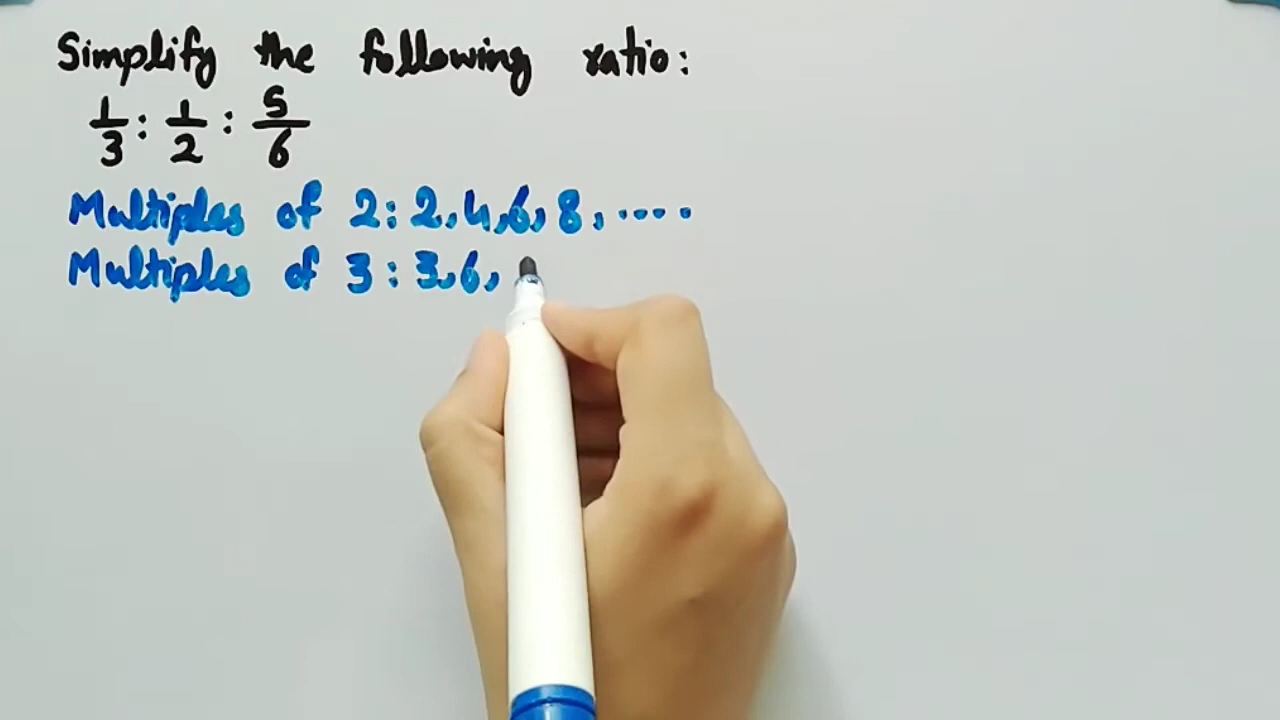 Simplify the following ratio:
1/3 : 1/2 : 5/6
Multiples of 2: 2, 4, 6, 8, ....
Multiples of 3: 3, 6,